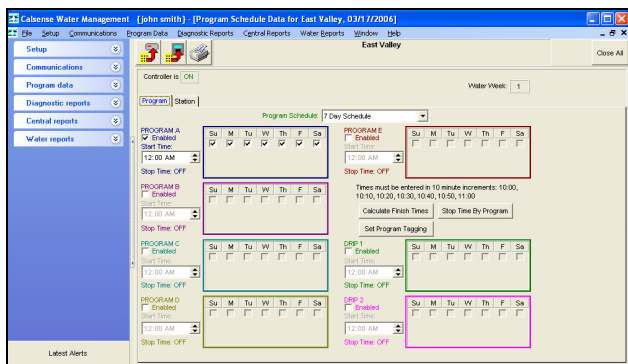 Calsense Water Management {john smith} - [Program Schedule Data for East Valley, 03/17/2006]
File Setup Communications Program Data Diagnostic Reports Central Reports Water Reports Window Help
East Valley
Close All
Setup
Communications
Program data
Diagnostic reports
Central reports
Water reports
Latest Alerts
Controller is ON
Water Week: 1
Program Station
Program Schedule: 7 Day Schedule
PROGRAM A
Enabled
Start Time:
12:00 AM
Stop Time: OFF
Su M Tu W Th F Sa
PROGRAM B
Enabled
Start Time:
12:00 AM
Stop Time: OFF
Su M Tu W Th F Sa
PROGRAM C
Enabled
Start Time:
12:00 AM
Stop Time: OFF
Su M Tu W Th F Sa
PROGRAM D
Enabled
Start Time:
12:00 AM
Stop Time: OFF
Su M Tu W Th F Sa
PROGRAM E
Enabled
Start Time:
12:00 AM
Stop Time: OFF
Su M Tu W Th F Sa
Times must be entered in 10 minute increments: 10:00,
10:10, 10:20, 10:30, 10:40, 10:50, 11:00
Calculate Finish Times Stop Time By Program
Set Program Tagging
DRIP 1
Enabled
Start Time:
12:00 AM
Stop Time: OFF
Su M Tu W Th F Sa
DRIP 2
Enabled
Start Time:
12:00 AM
Stop Time: OFF
Su M Tu W Th F Sa